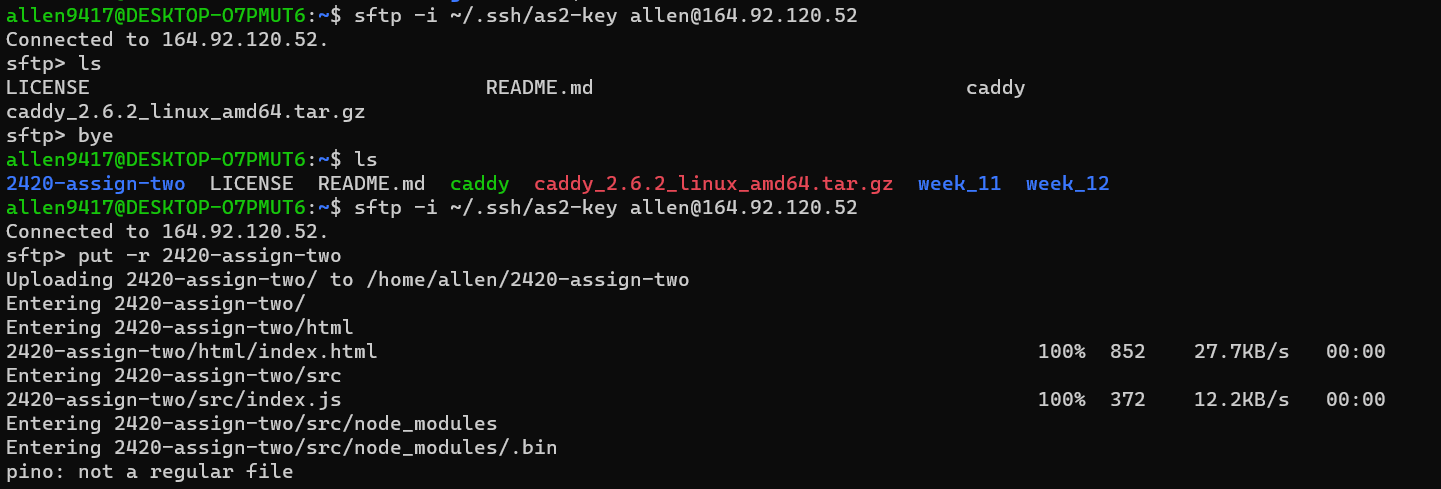 allen9417@DESKTOP-O7PMUT6:~$ sftp -i ~/.ssh/as2-key allen@164.92.120.52
Connected to 164.92.120.52.
sftp> ls
LICENSE README.md caddy
caddy_2.6.2_linux_amd64.tar.gz
sftp> bye
allen9417@DESKTOP-O7PMUT6:~$ ls
2420-assign-two LICENSE README.md caddy caddy_2.6.2_linux_amd64.tar.gz week_11 week_12
allen9417@DESKTOP-O7PMUT6:~$ sftp -i ~/.ssh/as2-key allen@164.92.120.52
Connected to 164.92.120.52.
sftp> put -r 2420-assign-two
Uploading 2420-assign-two/ to /home/allen/2420-assign-two
Entering 2420-assign-two/
Entering 2420-assign-two/html
2420-assign-two/html/index.html 100% 852 27.7KB/s 00:00
Entering 2420-assign-two/src
2420-assign-two/src/index.js 100% 372 12.2KB/s 00:00
Entering 2420-assign-two/src/node_modules
Entering 2420-assign-two/src/node_modules/.bin
pino: not a regular file